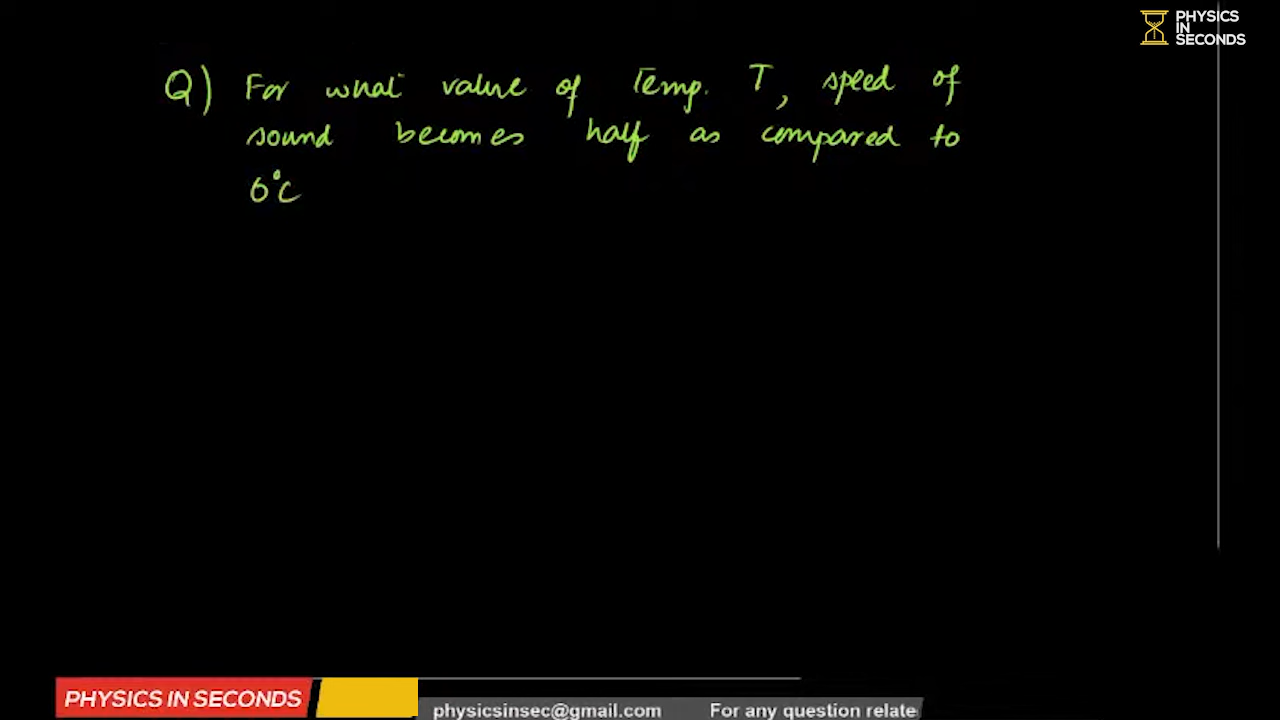 PHYSICS
IN
SECONDS
Q) For what value of Temp. T, speed of
sound becomes half as compared to
0°C
PHYSICS IN SECONDS
physicsinsec@gmail.com For any question relate